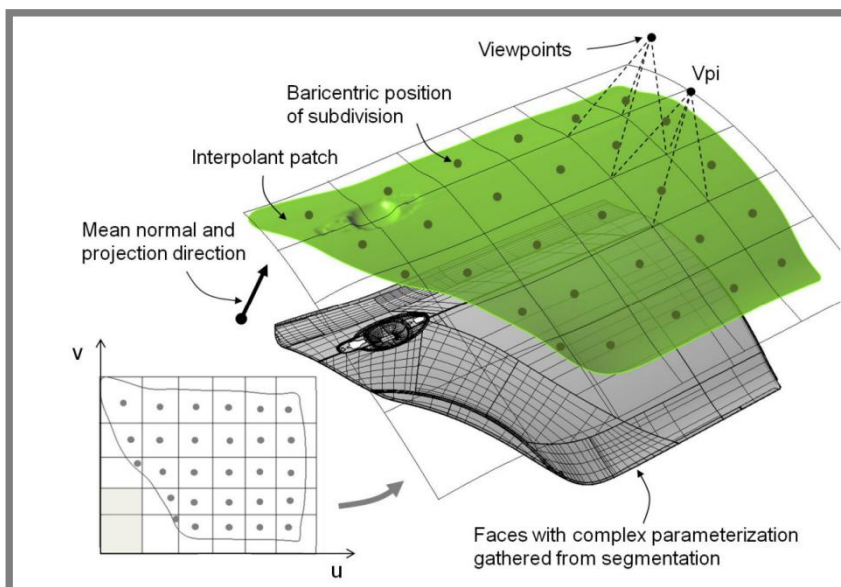 Viewpoints
Vpi
Baricentric position
of subdivision
Interpolant patch
Mean normal and
projection direction
v
u
Faces with complex parameterization
gathered from segmentation